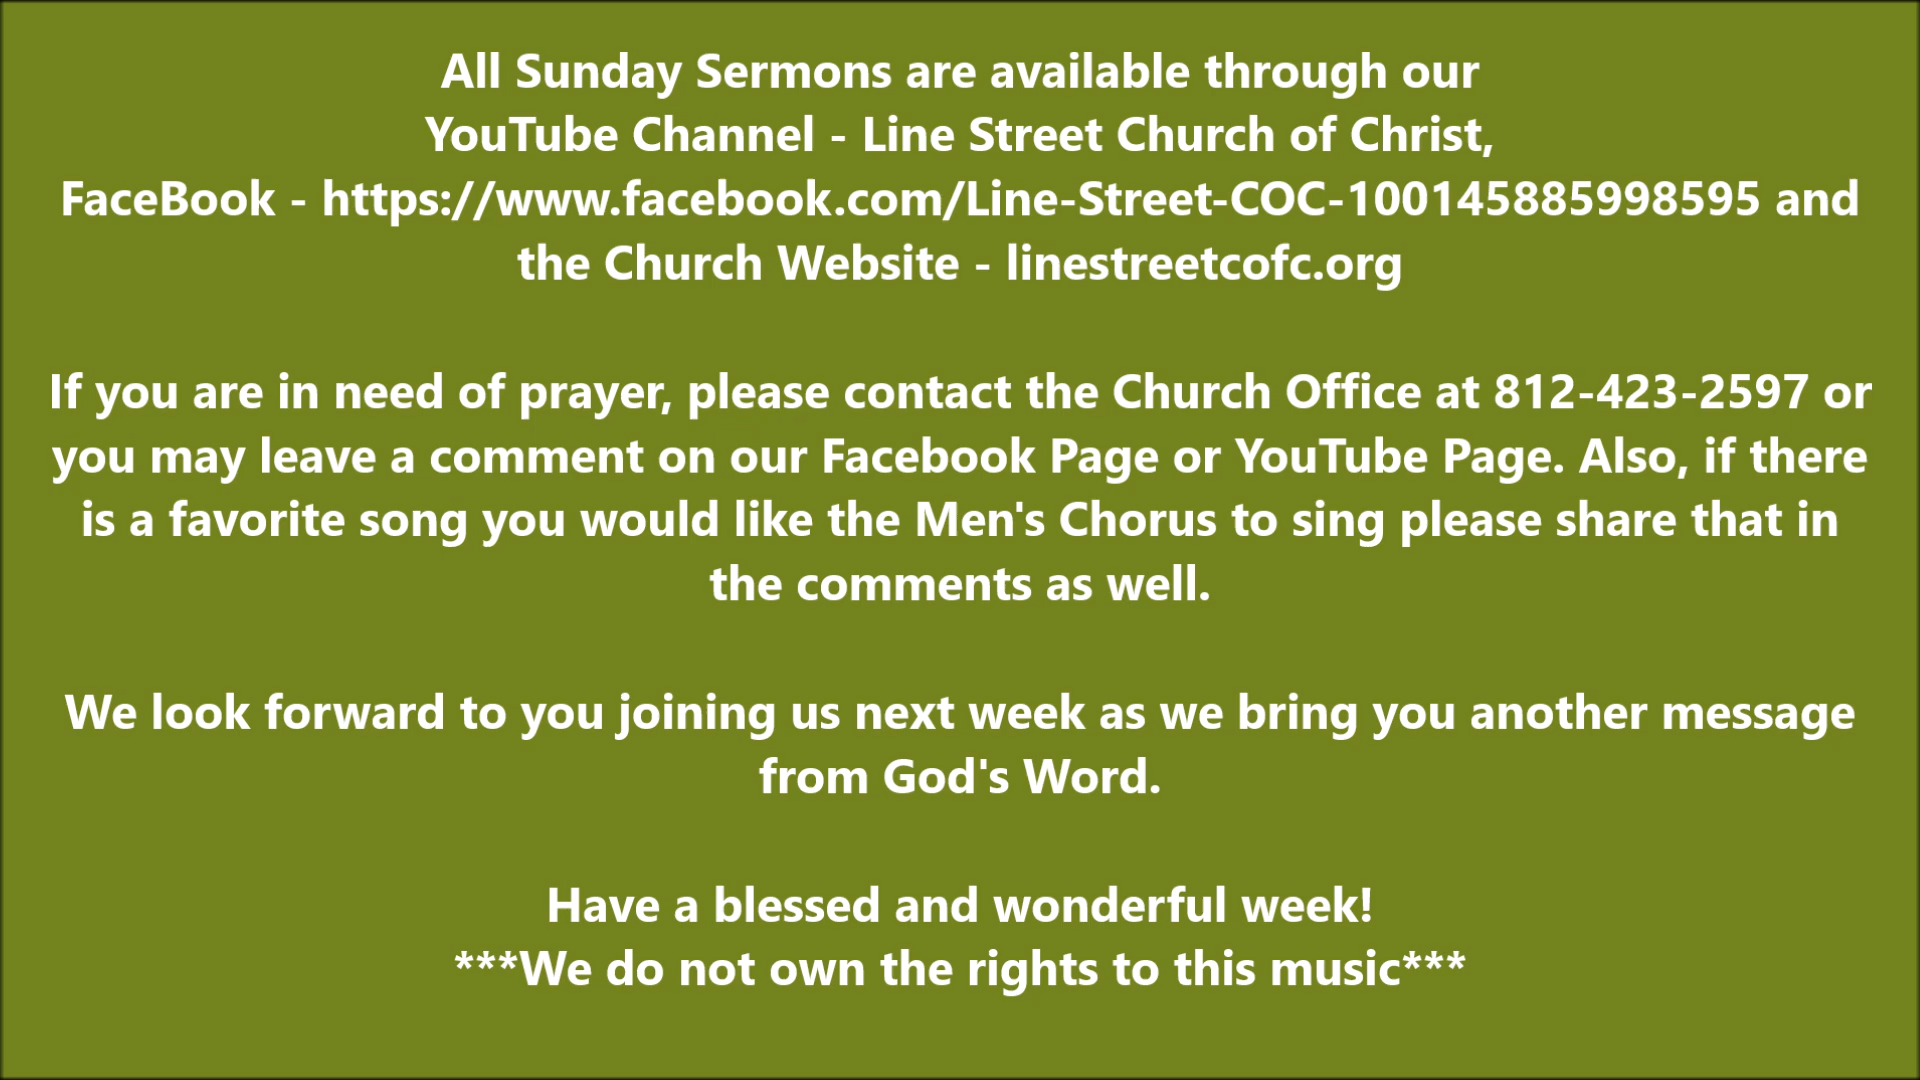 All Sunday Sermons are available through our
YouTube Channel - Line Street Church of Christ,
FaceBook - https://www.facebook.com/Line-Street-COC-100145885998595 and
the Church Website - linestreetcofc.org
If you are in need of prayer, please contact the Church Office at 812-423-2597 or
you may leave a comment on our Facebook Page or YouTube Page. Also, if there
is a favorite song you would like the Men's Chorus to sing please share that in
the comments as well.
We look forward to you joining us next week as we bring you another message
from God's Word.
Have a blessed and wonderful week!
***We do not own the rights to this music***